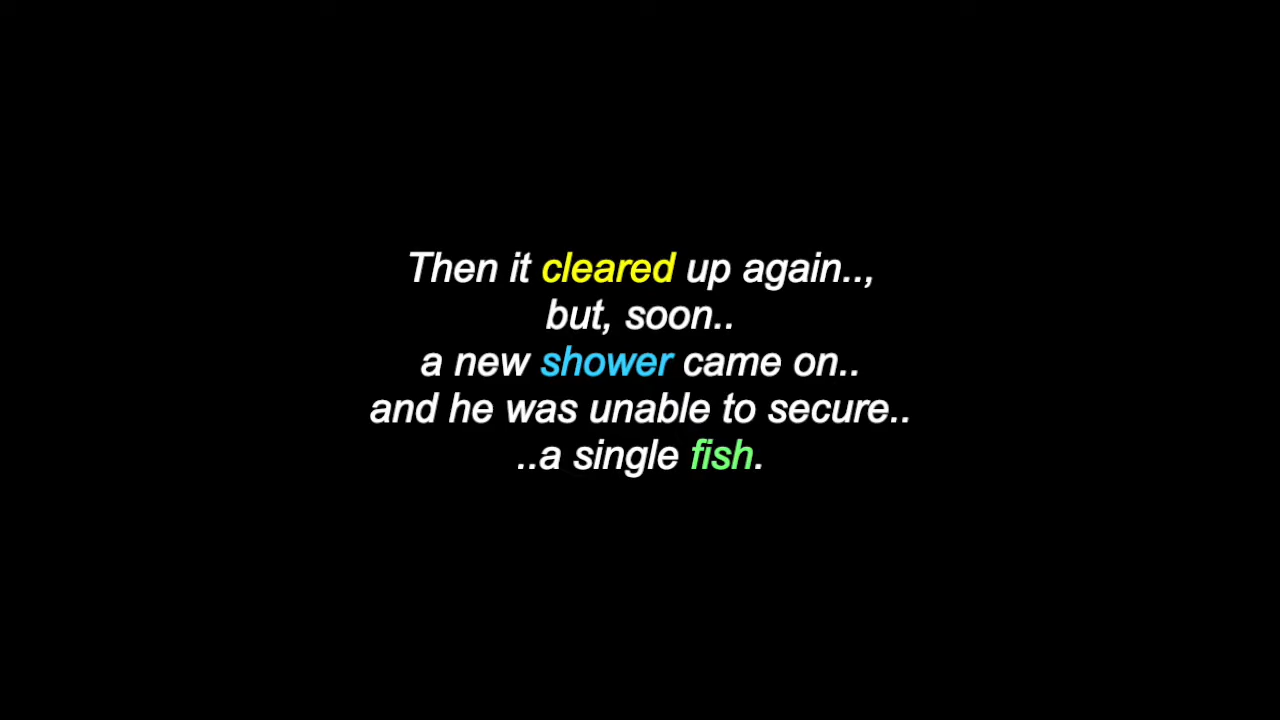 Then it cleared up again..,
but, soon..
a new shower came on..
and he was unable to secure..
..a single fish.